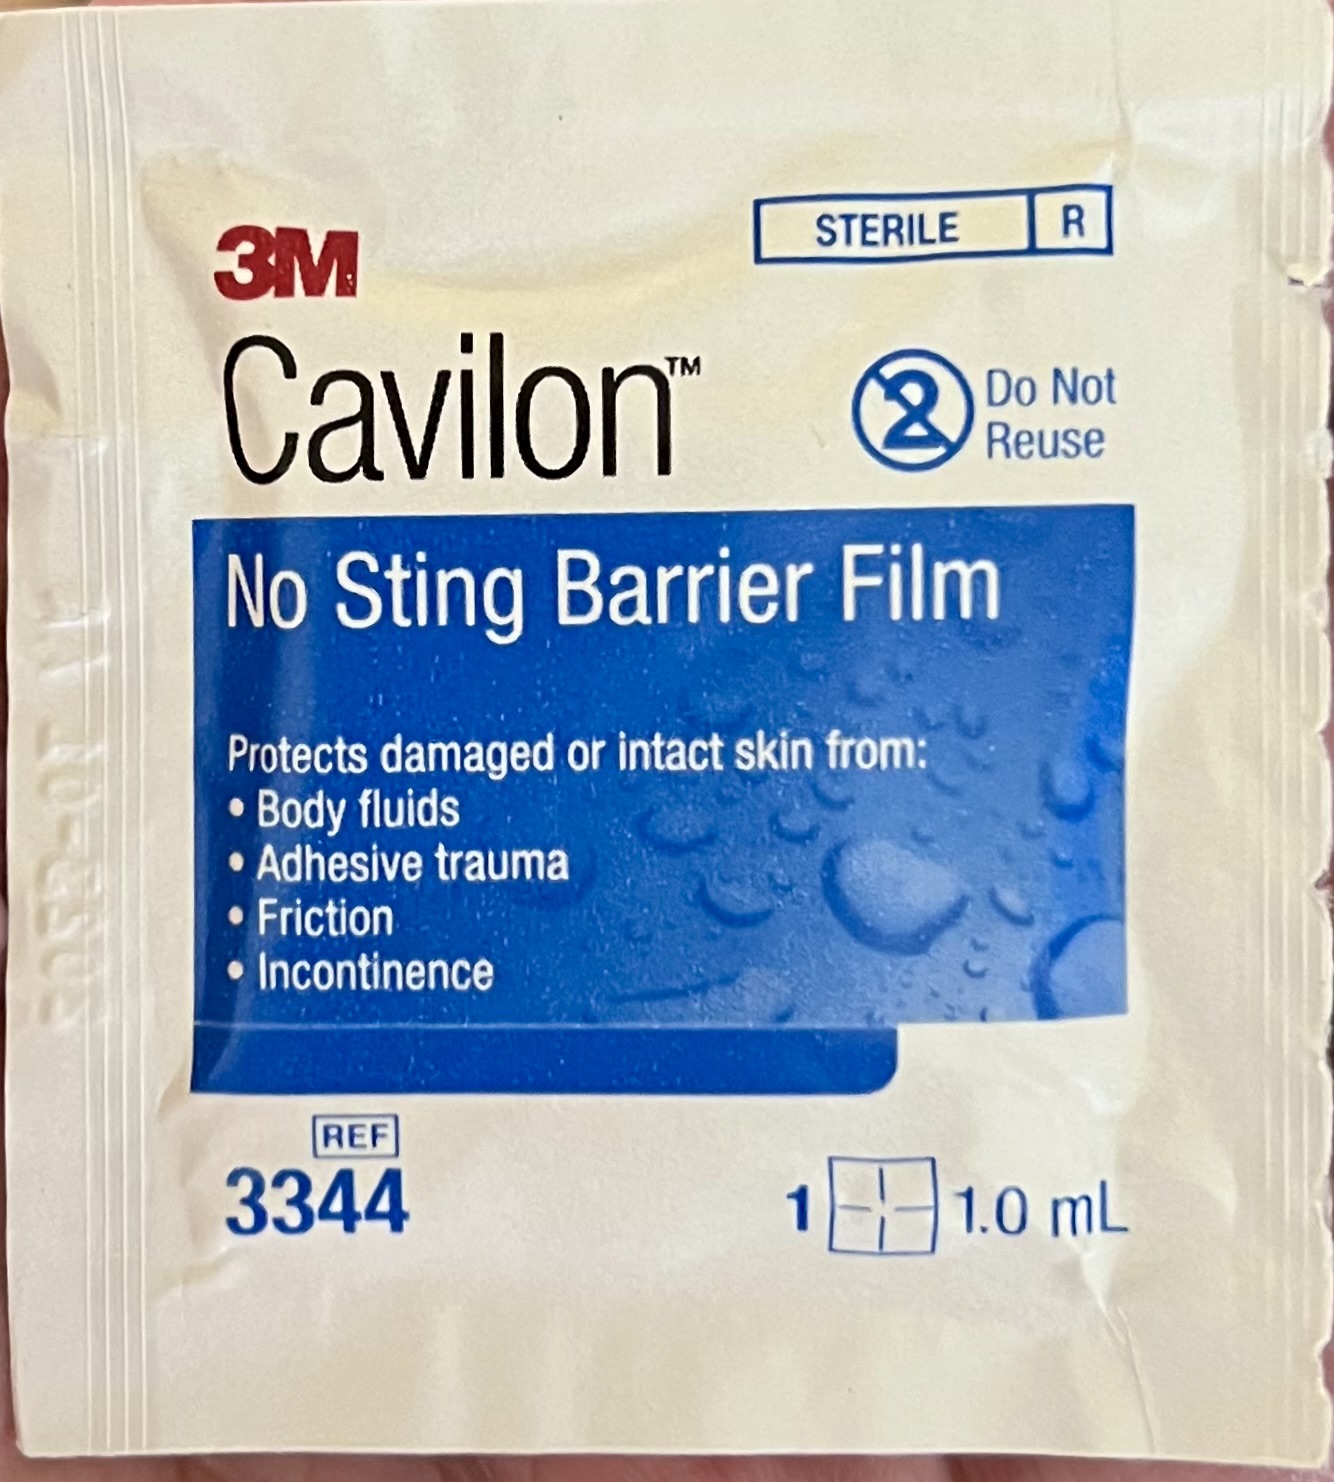 3M
STERILE R
Cavilon™
Do Not
Reuse
No Sting Barrier Film
Protects damaged or intact skin from:
• Body fluids
• Adhesive trauma
• Friction
• Incontinence
REF
3344
1 1.0 mL